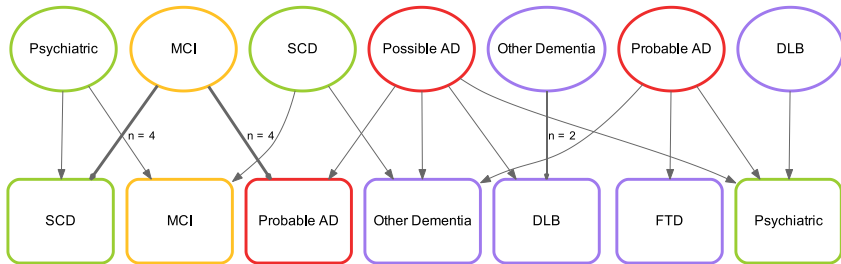 Psychiatric
MCI
SCD
Possible AD
Other Dementia
Probable AD
DLB
n = 4
n = 4
n = 2
SCD
MCI
Probable AD
Other Dementia
DLB
FTD
Psychiatric